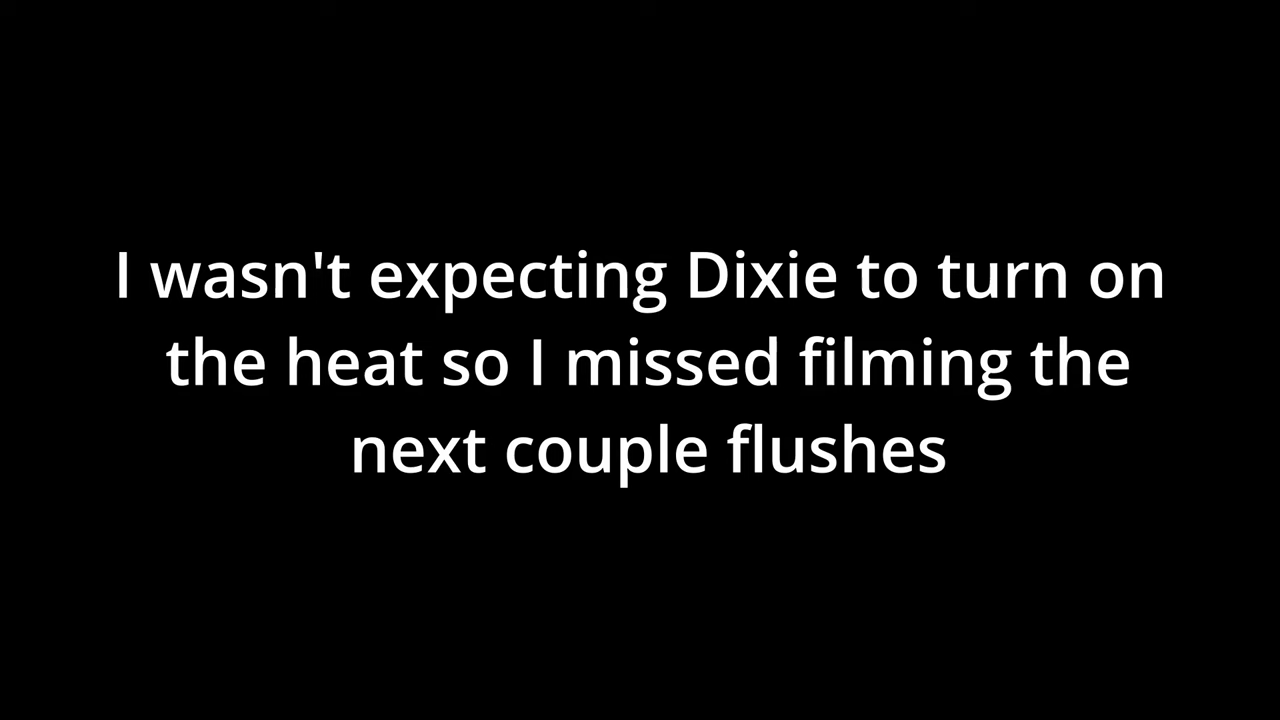 I wasn't expecting Dixie to turn on
the heat so I missed filming the
next couple flushes